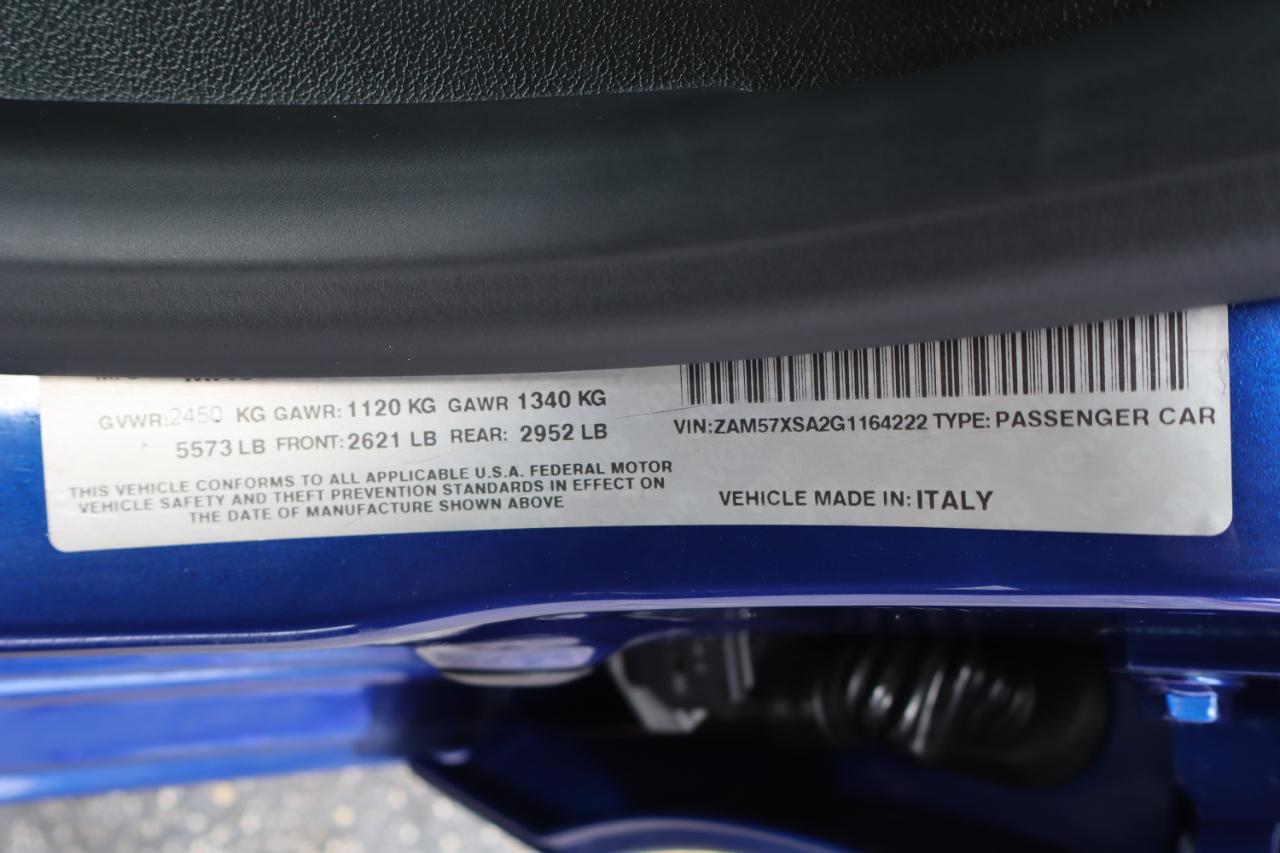 GVWR:2450 KG GAWR:1120 KG GAWR 1340 KG
5573 LB FRONT:2621 LB REAR: 2952 LB
THIS VEHICLE CONFORMS TO ALL APPLICABLE U.S.A. FEDERAL MOTOR
VEHICLE SAFETY AND THEFT PREVENTION STANDARDS IN EFFECT ON
THE DATE OF MANUFACTURE SHOWN ABOVE
VIN:ZAM57XSA2G1164222 TYPE: PASSENGER CAR
VEHICLE MADE IN: ITALY